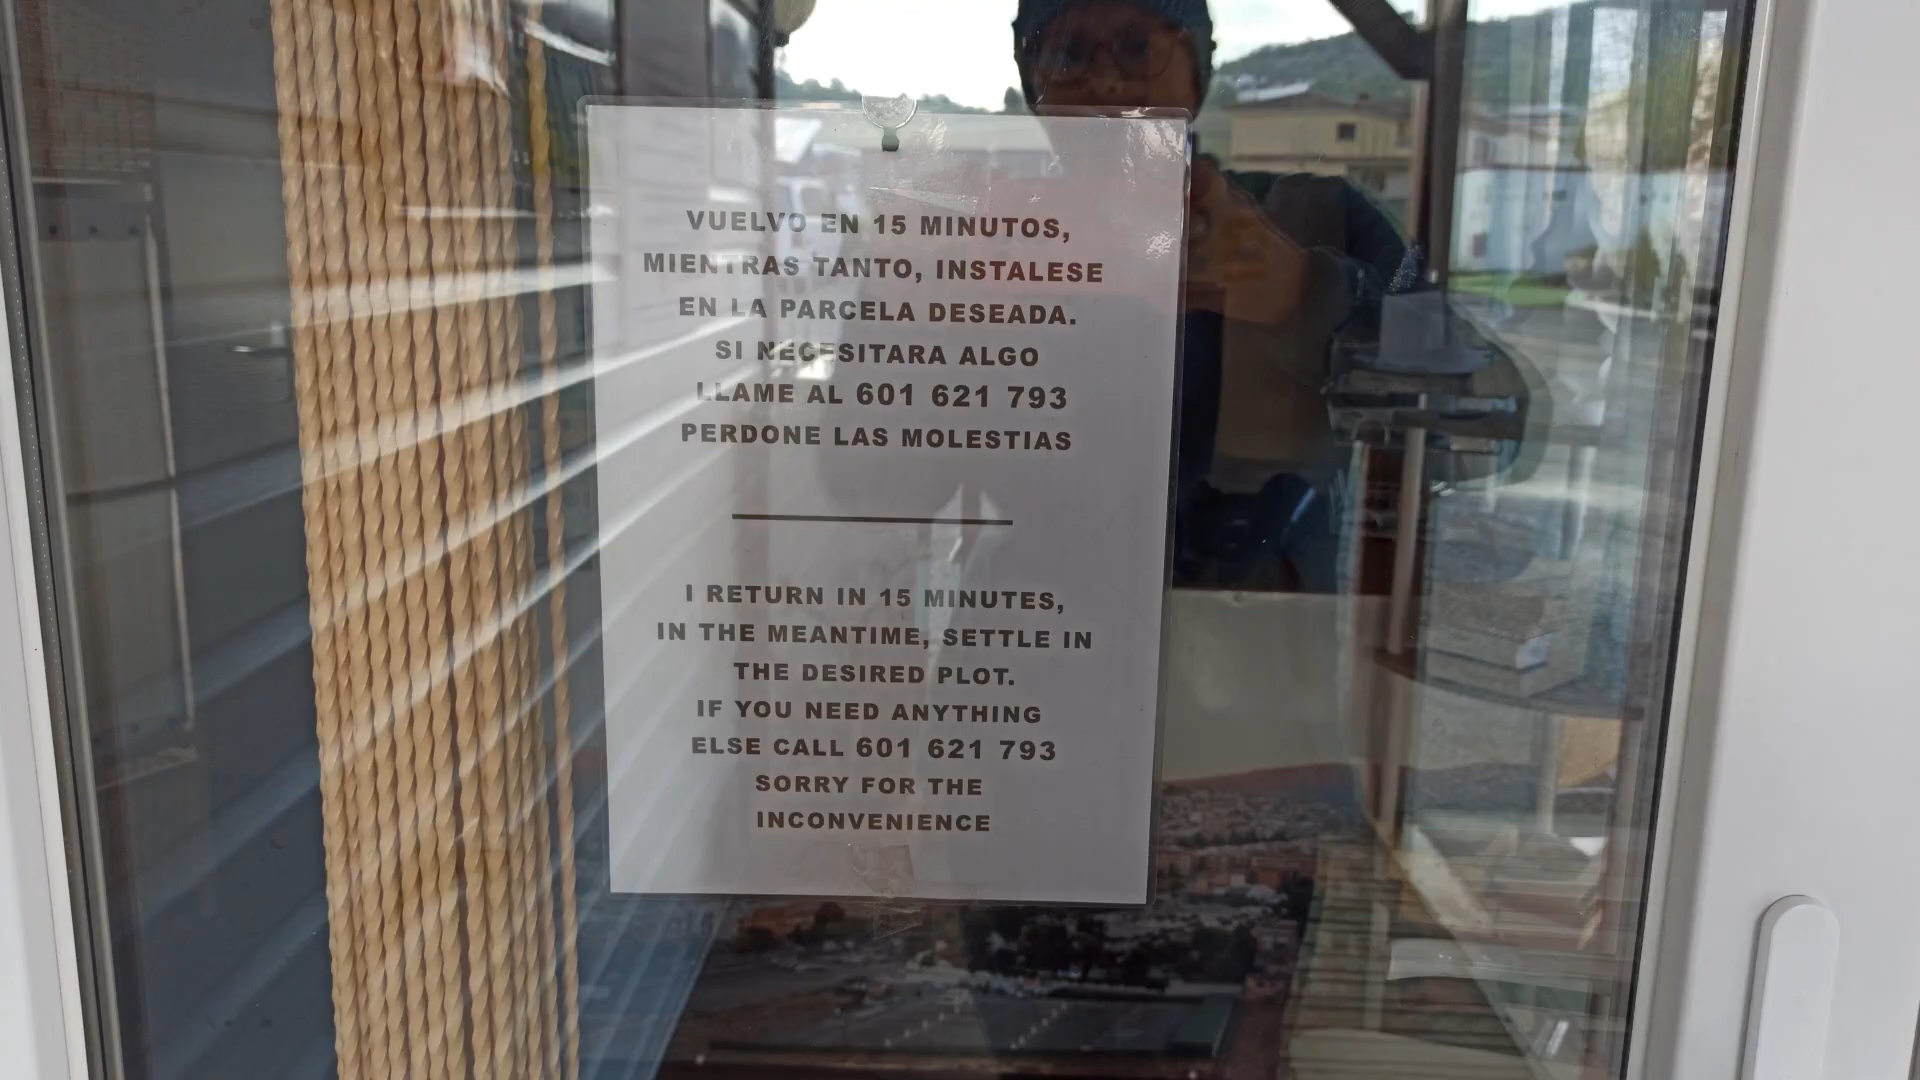 VUELVO EN 15 MINUTOS,
MIENTRAS TANTO, INSTALESE
EN LA PARCELA DESEADA.
SI NECESITARA ALGO
LLAME AL 601 621 793
PERDONE LAS MOLESTIAS
I RETURN IN 15 MINUTES,
IN THE MEANTIME, SETTLE IN
THE DESIRED PLOT.
IF YOU NEED ANYTHING
ELSE CALL 601 621 793
SORRY FOR THE
INCONVENIENCE